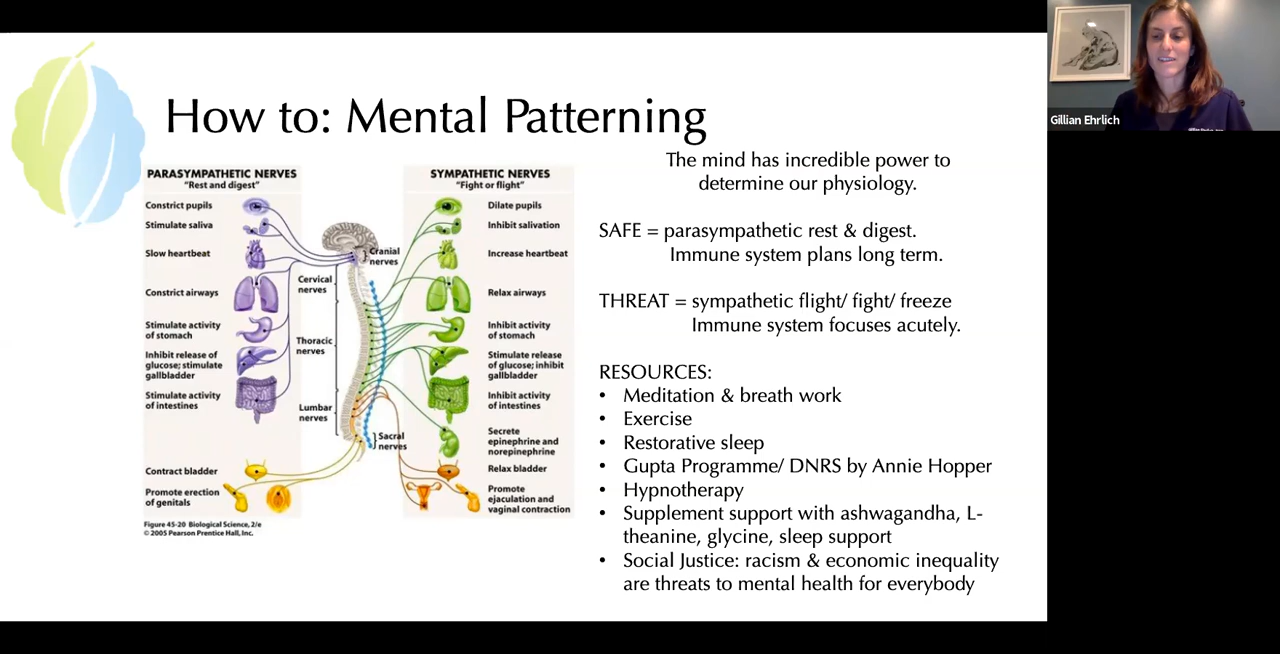 How to: Mental Patterning
Gillian Ehrlich
PARASYMPATHETIC NERVES
"Rest and digest"
Constrict pupils
Stimulate saliva
Slow heartbeat
Constrict airways
Stimulate activity
of stomach
Inhibit release of
glucose; stimulate
gallbladder
Stimulate activity
of intestines
Contract bladder
Promote erection
of genitals
Cranial
nerves
Cervical
nerves
Thoracic
nerves
Lumbar
nerves
Sacral
nerves
SYMPATHETIC NERVES
"Fight or flight"
Dilate pupils
Inhibit salivation
Increase heartbeat
Relax airways
Inhibit activity
of stomach
Stimulate release
of glucose; inhibit
gallbladder
Inhibit activity
of intestines
Secrete
epinephrine and
norepinephrine
Relax bladder
Promote
ejaculation and
vaginal contraction
Figure 45-20 Biological Science, 2/e
© 2005 Pearson Prentice Hall, Inc.
The mind has incredible power to
determine our physiology.
SAFE = parasympathetic rest & digest.
Immune system plans long term.
THREAT = sympathetic flight/ fight/ freeze
Immune system focuses acutely.
RESOURCES:
• Meditation & breath work
• Exercise
• Restorative sleep
• Gupta Programme/ DNRS by Annie Hopper
• Hypnotherapy
• Supplement support with ashwagandha, L-
theanine, glycine, sleep support
• Social Justice: racism & economic inequality
are threats to mental health for everybody